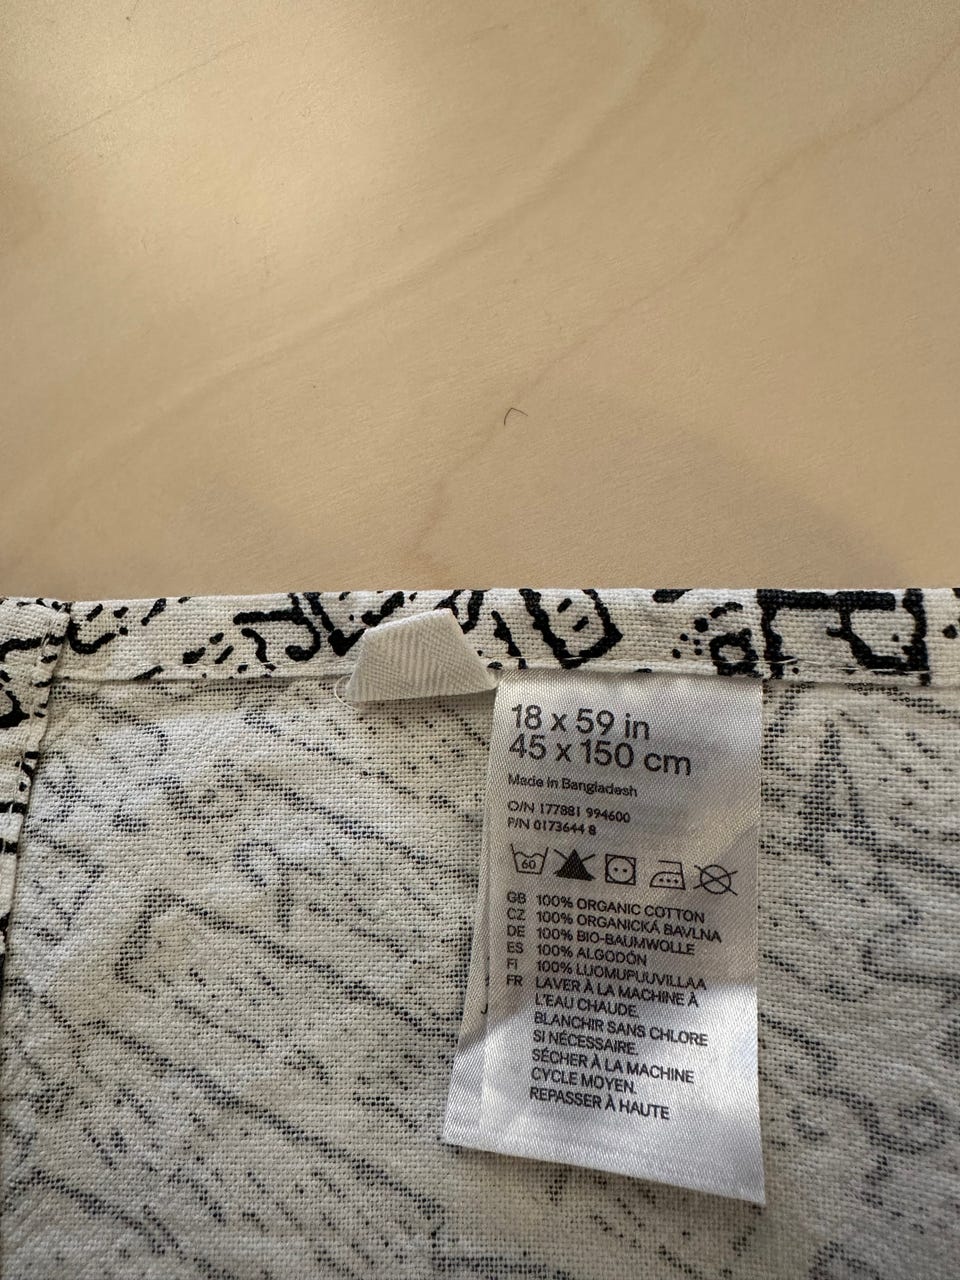 18 x 59 in
45 x 150 cm
Made in Bangladesh
O/N 177881 994600
P/N 0173644 8
60
GB 100% ORGANIC COTTON
CZ 100% ORGANICKÁ BAVLNA
DE 100% BIO-BAUMWOLLE
ES 100% ALGODÓN
FI 100% LUOMUPUUVILLAA
FR LAVER À LA MACHINE À
L'EAU CHAUDE.
BLANCHIR SANS CHLORE
SI NÉCESSAIRE.
SÉCHER À LA MACHINE
CYCLE MOYEN.
REPASSER À HAUTE